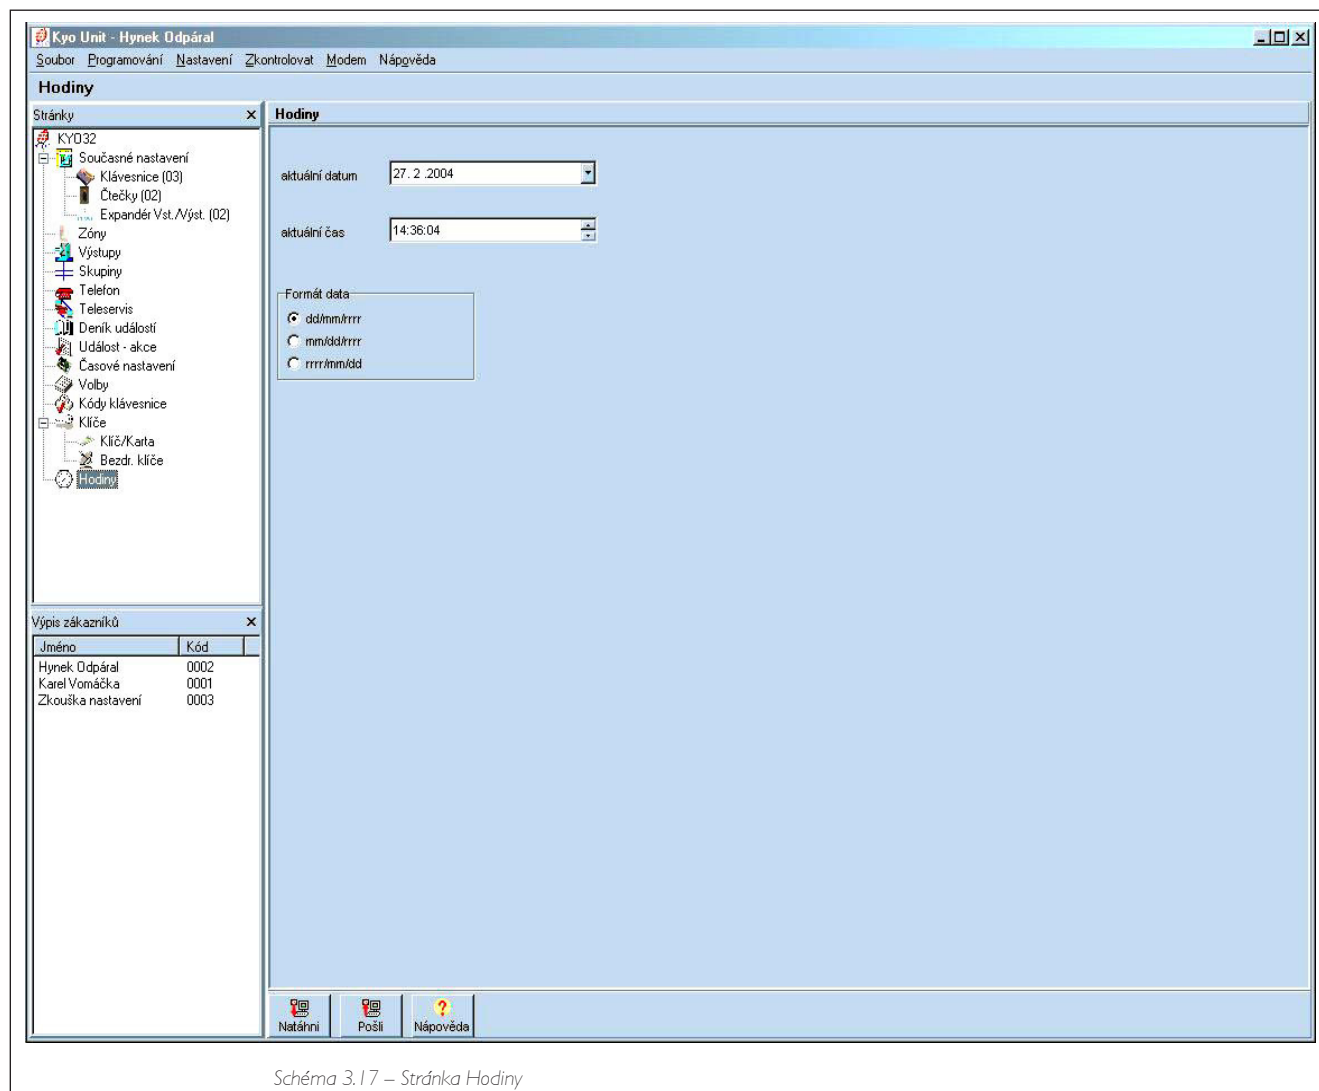 Kyo Unit - Hynek Odpáral
Soubor Programování Nastavení Zkontrolovat Modem Nápověda
Hodiny
Stránky
KYO32
Současné nastavení
Klávesnice (03)
Čtečky (02)
Expandér Vst./Výst. (02)
Zóny
Výstupy
Skupiny
Telefon
Teleservis
Deník událostí
Událost - akce
Časové nastavení
Volby
Kódy klávesnice
Klíče
Klíč/Karta
Bezdr. klíče
Hodiny
Výpis zákazníků
Jméno Kód
Hynek Odpáral 0002
Karel Vomáčka 0001
Zkouška nastavení 0003
Hodiny
aktuální datum 27. 2 .2004
aktuální čas 14:36:04
Formát data
dd/mm/rrrr
mm/dd/rrrr
rrrr/mm/dd
Natáhni Pošli Nápověda
Schéma 3.17 – Stránka Hodiny